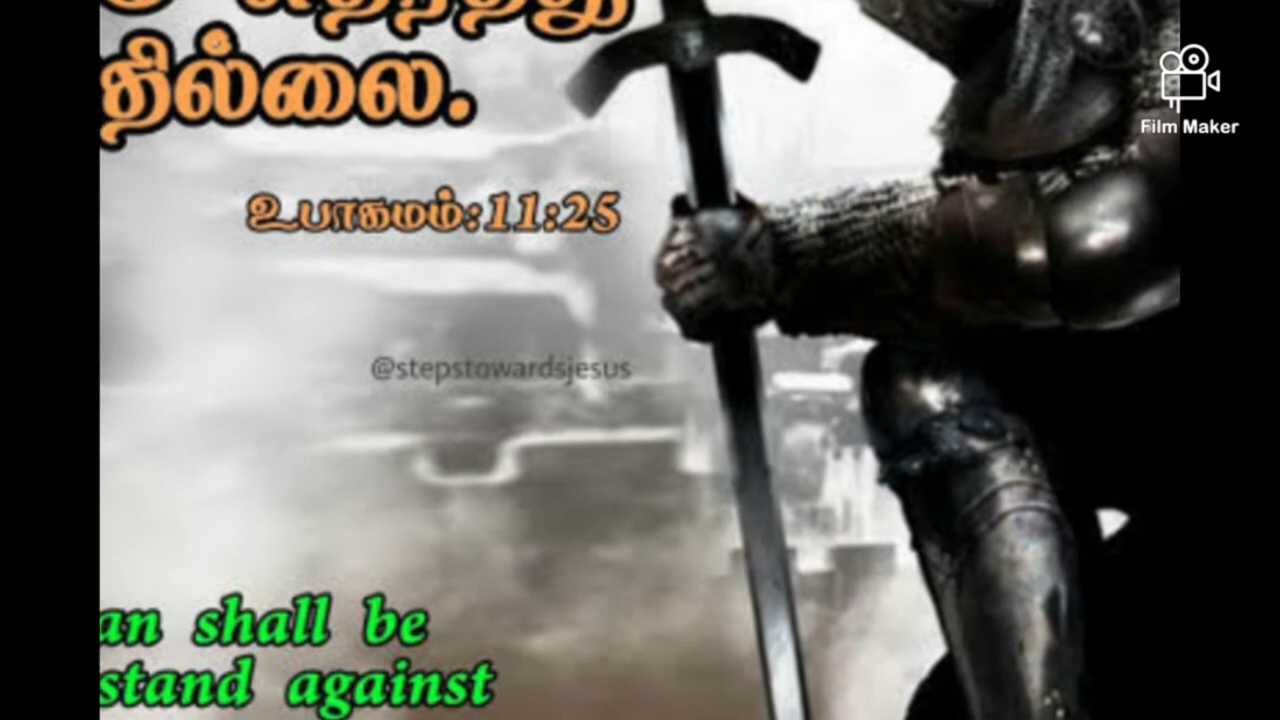 தில்லை.
உபாகமம்:11:25
Film Maker
@stepstowardsjesus
an shall be
stand against